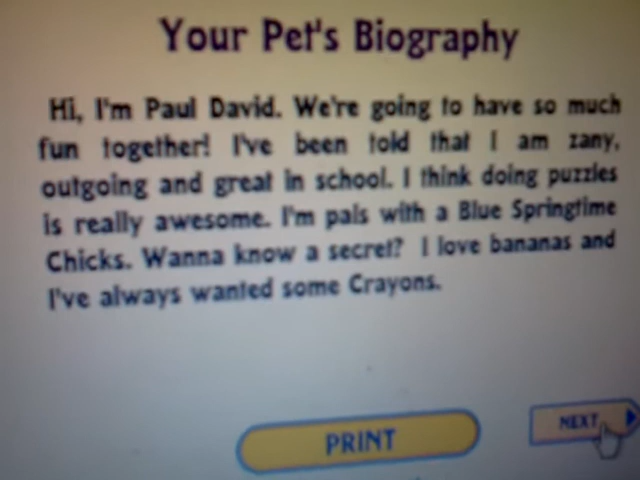 Your Pet's Biography
Hi, I'm Paul David. We're going to have so much
fun together! I've been told that I am zany,
outgoing and great in school. I think doing puzzles
is really awesome. I'm pals with a Blue Springtime
Chicks. Wanna know a secret? I love bananas and
I've always wanted some Crayons.
PRINT
NEXT